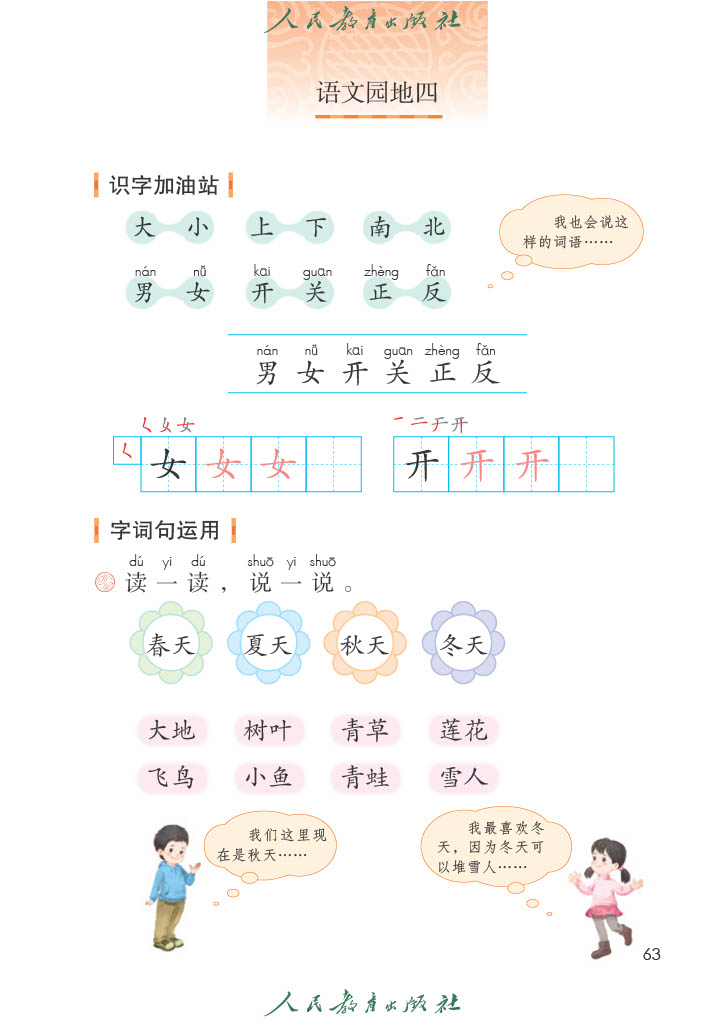 人民教育出版社
语文园地四
识字加油站
大 小 上 下 南 北
我也会说这
样的词语……
nán nǚ kāi guān zhèng fǎn
男 女 开 关 正 反
nán nǚ kāi guān zhèng fǎn
男 女 开 关 正 反
女 女 女
开 开 开
字词句运用
dú yi dú shuō yi shuō
读一读，说一说。
春天 夏天 秋天 冬天
大地 树叶 青草 莲花
飞鸟 小鱼 青蛙 雪人
我们这里现
在是秋天……
我最喜欢冬
天，因为冬天可
以堆雪人……
63
人民教育出版社